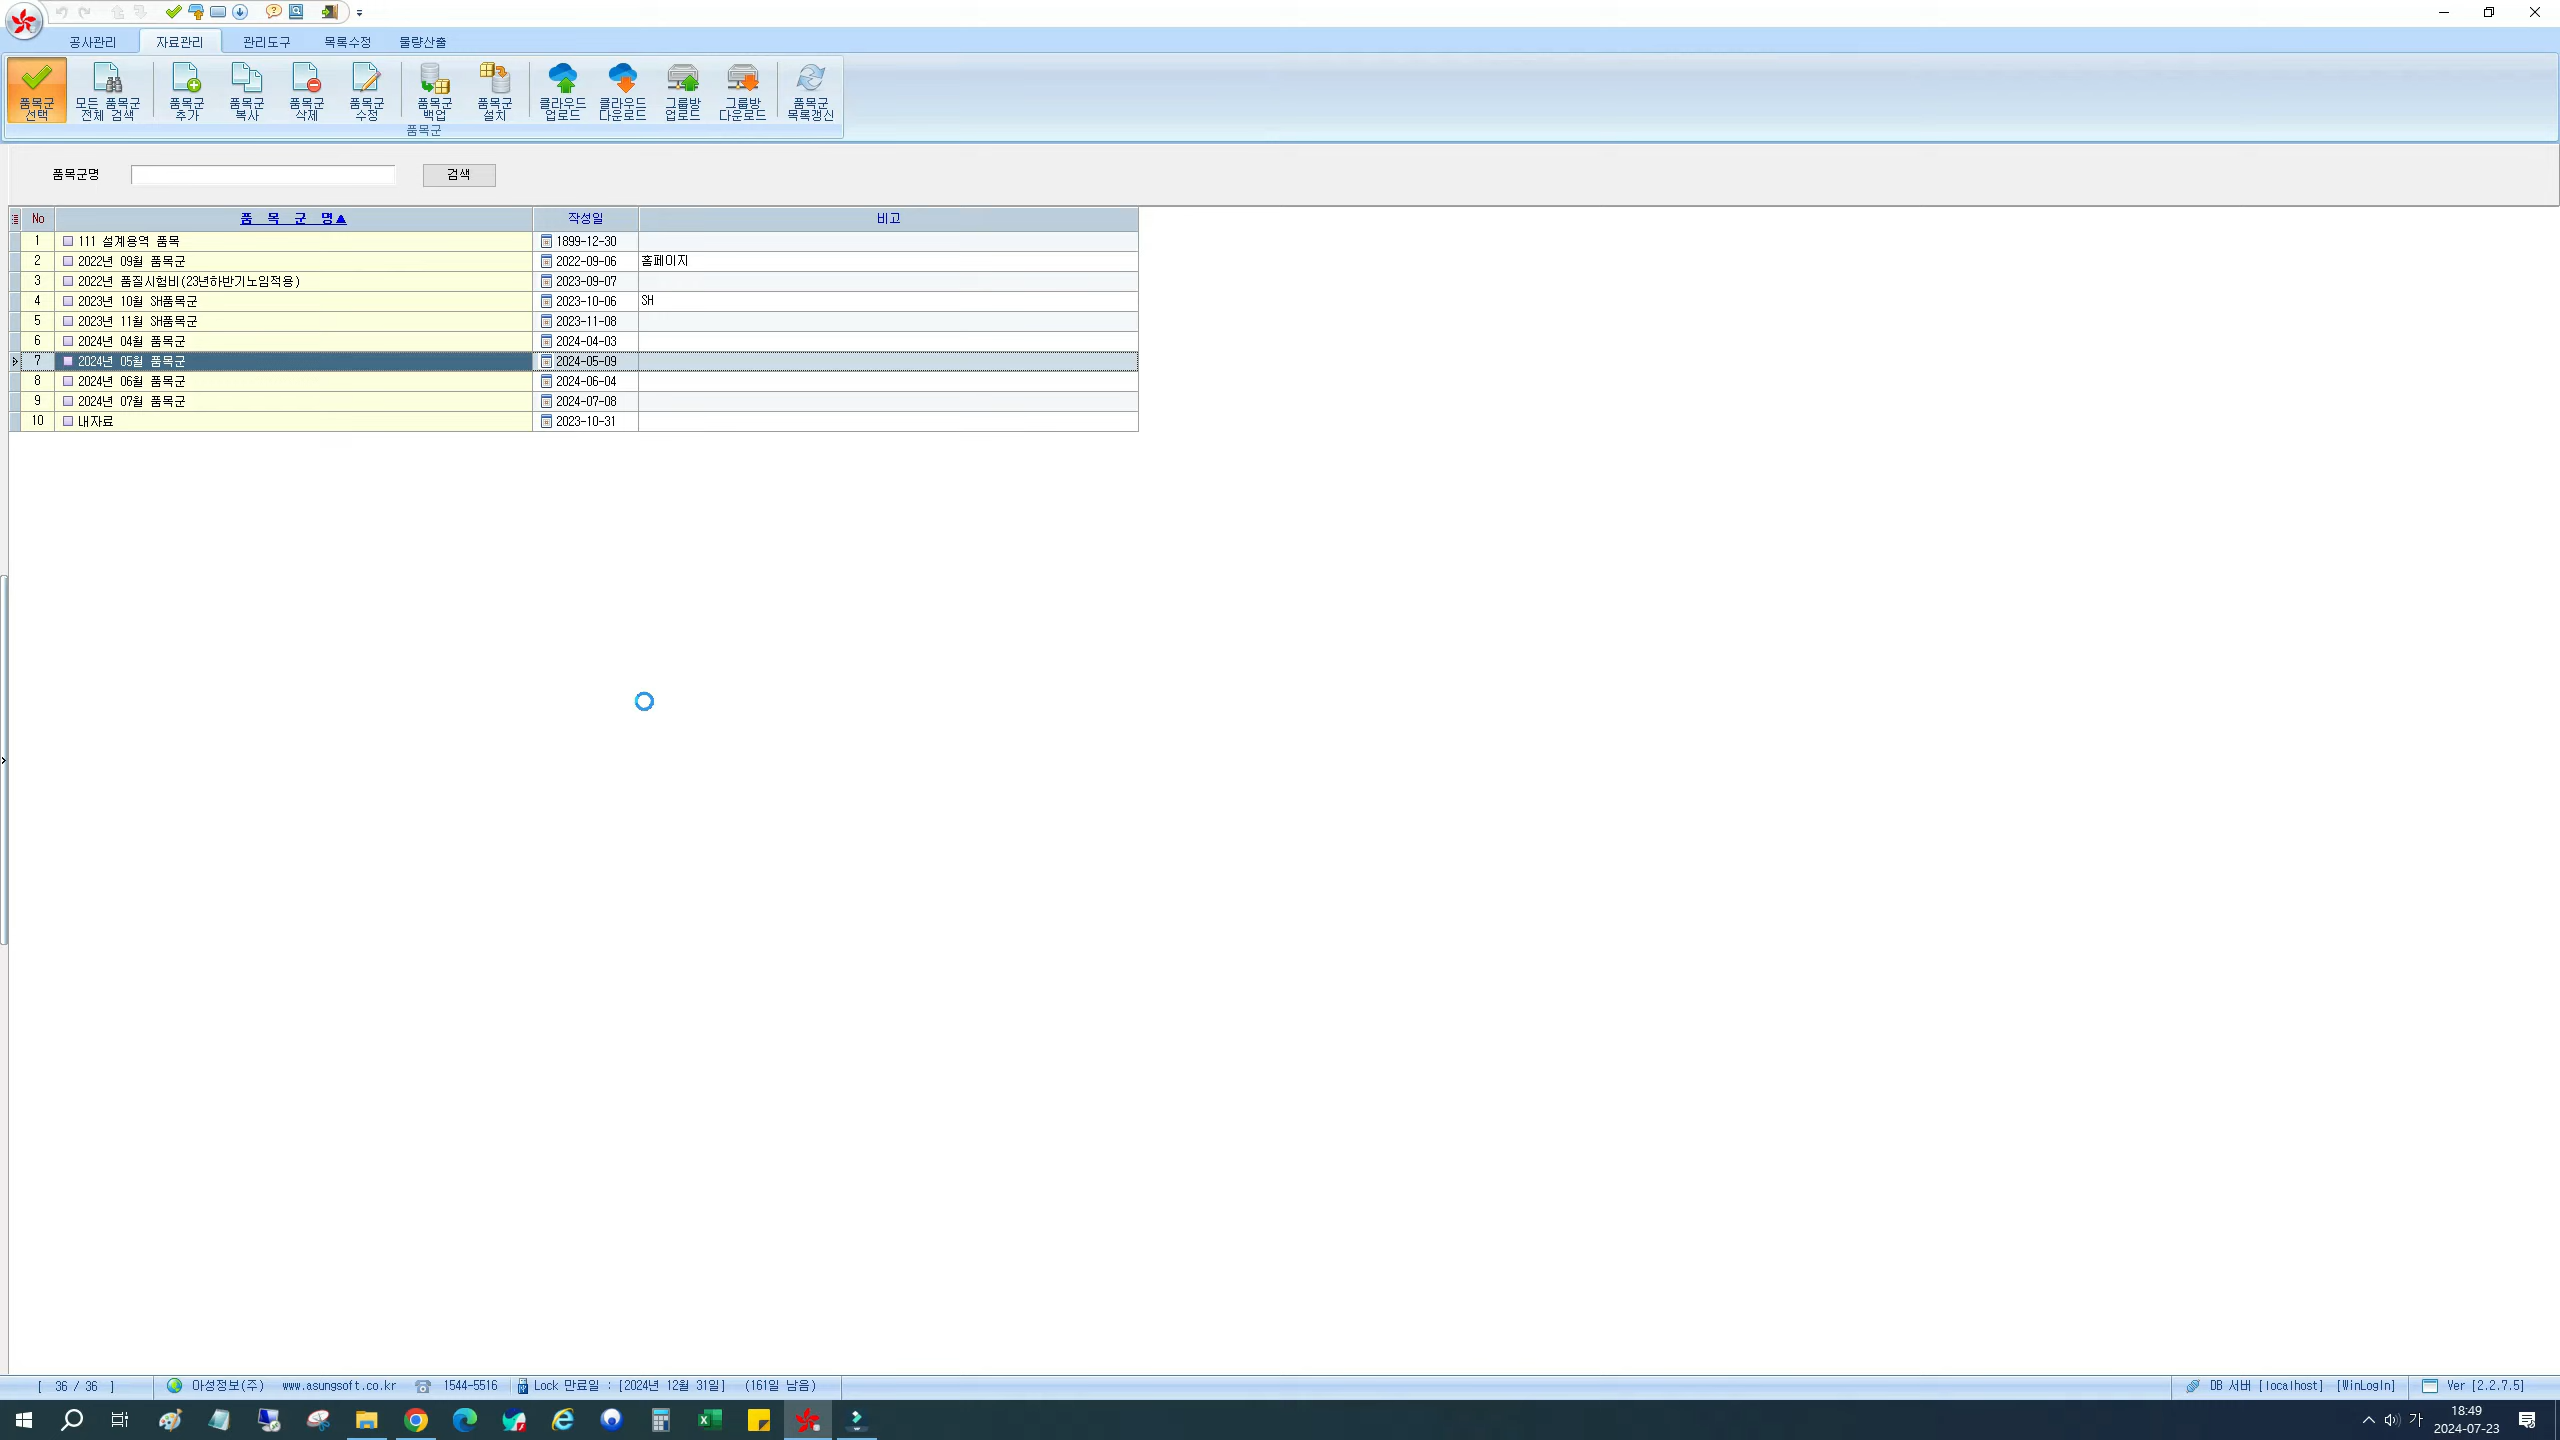 공사관리 자료관리 관리도구 목록수정 물량산출
품목군 선택 모든 품목군 전체 검색 품목군 추가 품목군 복사 품목군 삭제 품목군 수정 품목군 백업 품목군 설치 클라우드 업로드 클라우드 다운로드 그룹방 업로드 그룹방 다운로드 품목군 목록갱신
품목군
품목군명 검색
No 품 목 군 명▲ 작성일 비고
1 111 설계용역 품목 1899-12-30
2 2022년 09월 품목군 2022-09-06 홈페이지
3 2022년 품질시험비(23년하반기노임적용) 2023-09-07
4 2023년 10월 SH품목군 2023-10-06 SH
5 2023년 11월 SH품목군 2023-11-08
6 2024년 04월 품목군 2024-04-03
7 2024년 05월 품목군 2024-05-09
8 2024년 06월 품목군 2024-06-04
9 2024년 07월 품목군 2024-07-08
10 내자료 2023-10-31
[ 36 / 36 ] 아성정보(주) www.asungsoft.co.kr 1544-5516 Lock 만료일 : [2024년 12월 31일] (161일 남음) DB 서버 [localhost] [WinLogIn] Ver [2.2.7.5]
가 18:49
2024-07-23